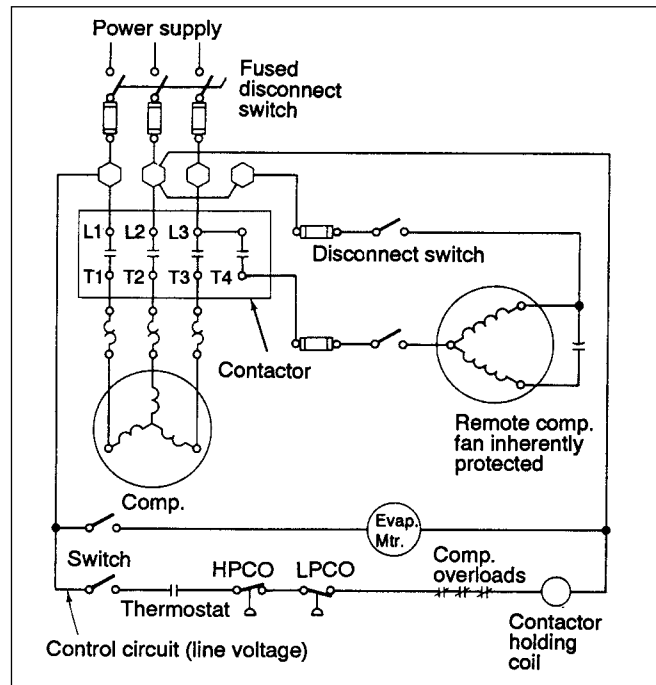 Power supply
Fused
disconnect
switch
L1
L2
L3
Disconnect switch
T1
T2
T3
T4
Contactor
Remote comp.
fan inherently
protected
Comp.
Evap.
Mtr.
Switch
HPCO
LPCO
Comp.
overloads
Thermostat
Contactor
holding
coil
Control circuit (line voltage)